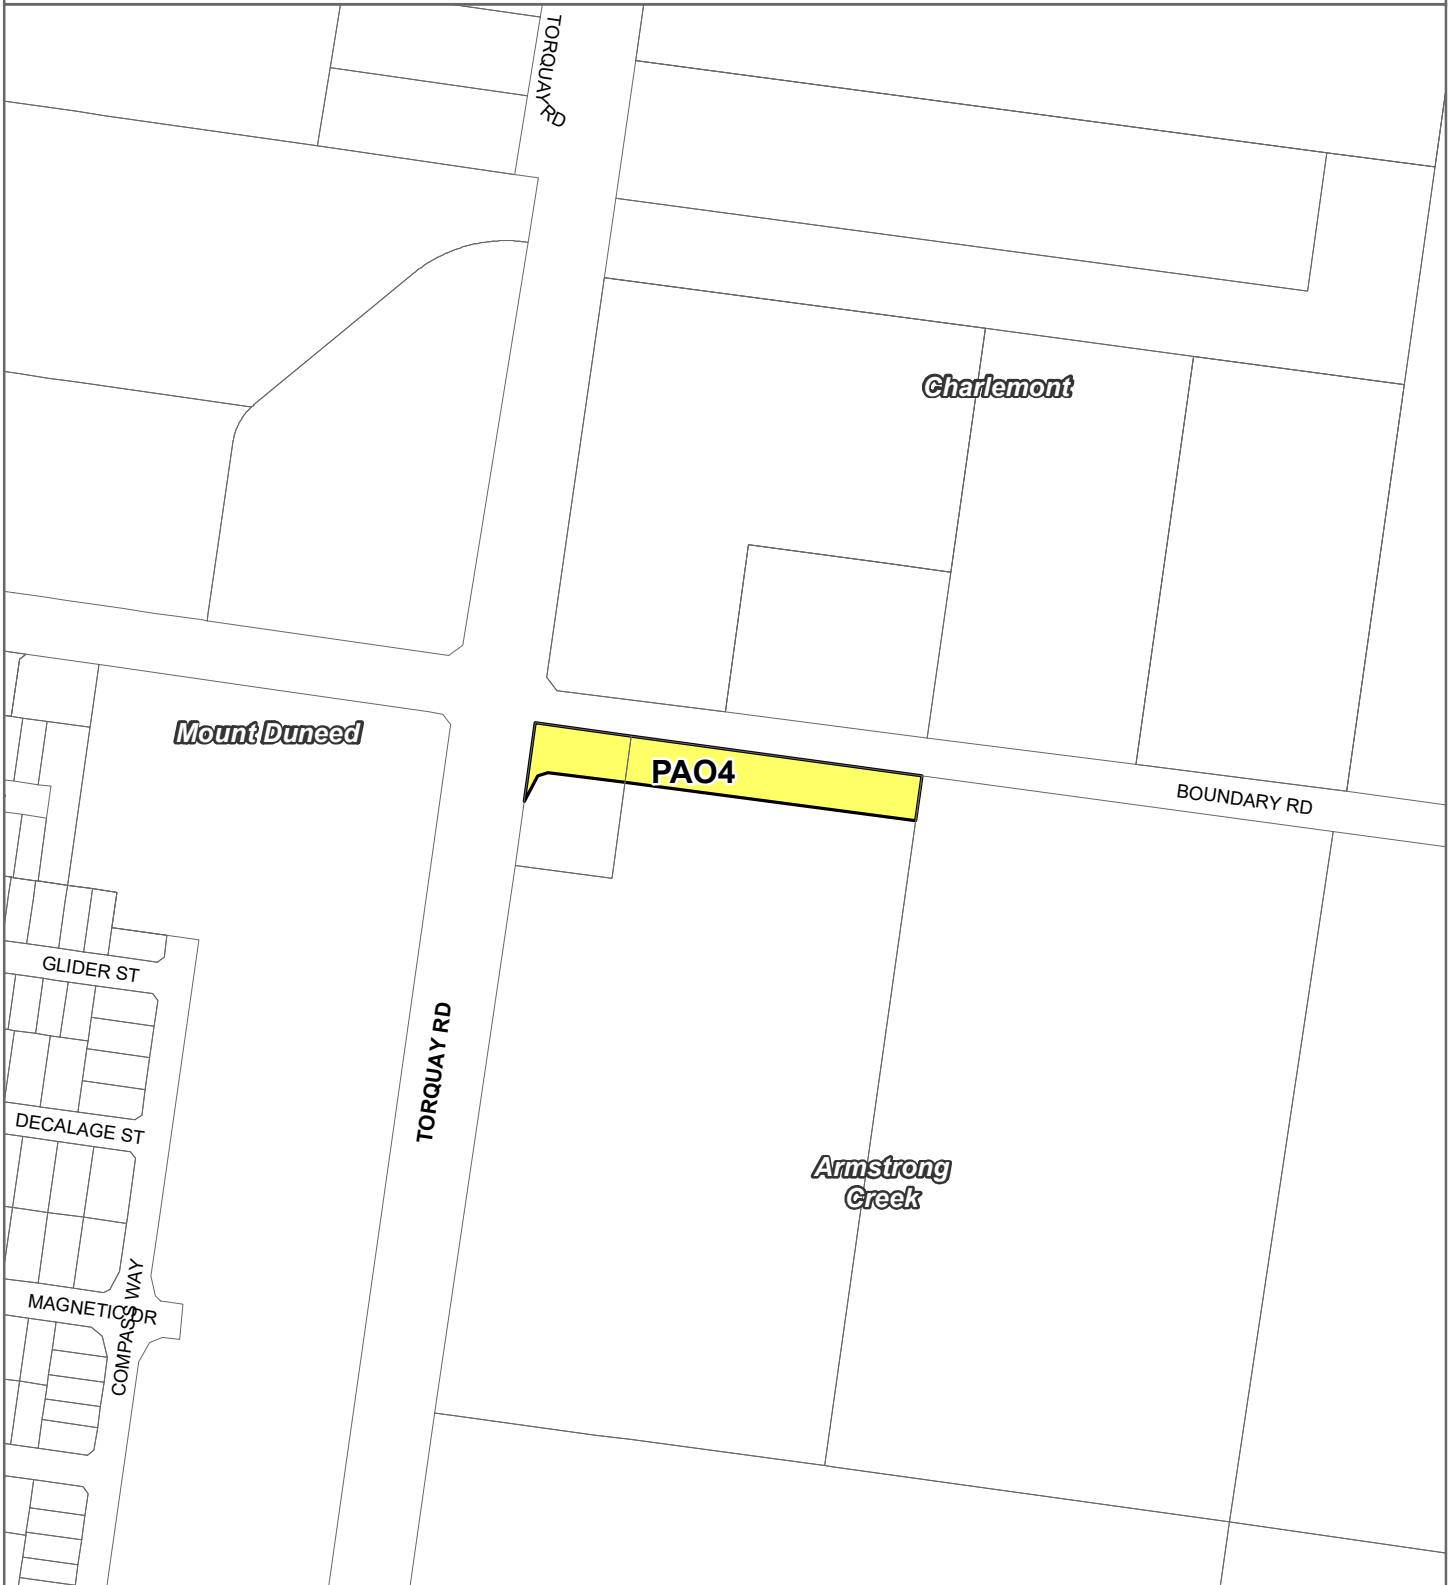 TORQUAY RD
Charlemont
Mount Duneed
PAO4
BOUNDARY RD
GLIDER ST
TORQUAY RD
DECALAGE ST
Armstrong
Creek
MAGNETIC DR
COMPASS WAY